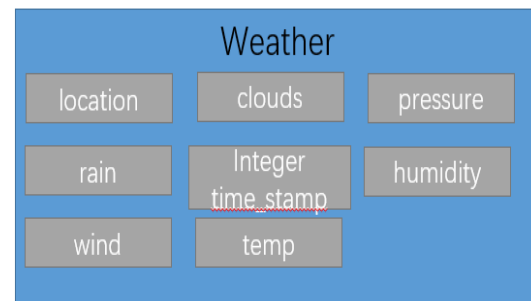 Weather
location
clouds
pressure
rain
Integer
time_stamp
humidity
wind
temp